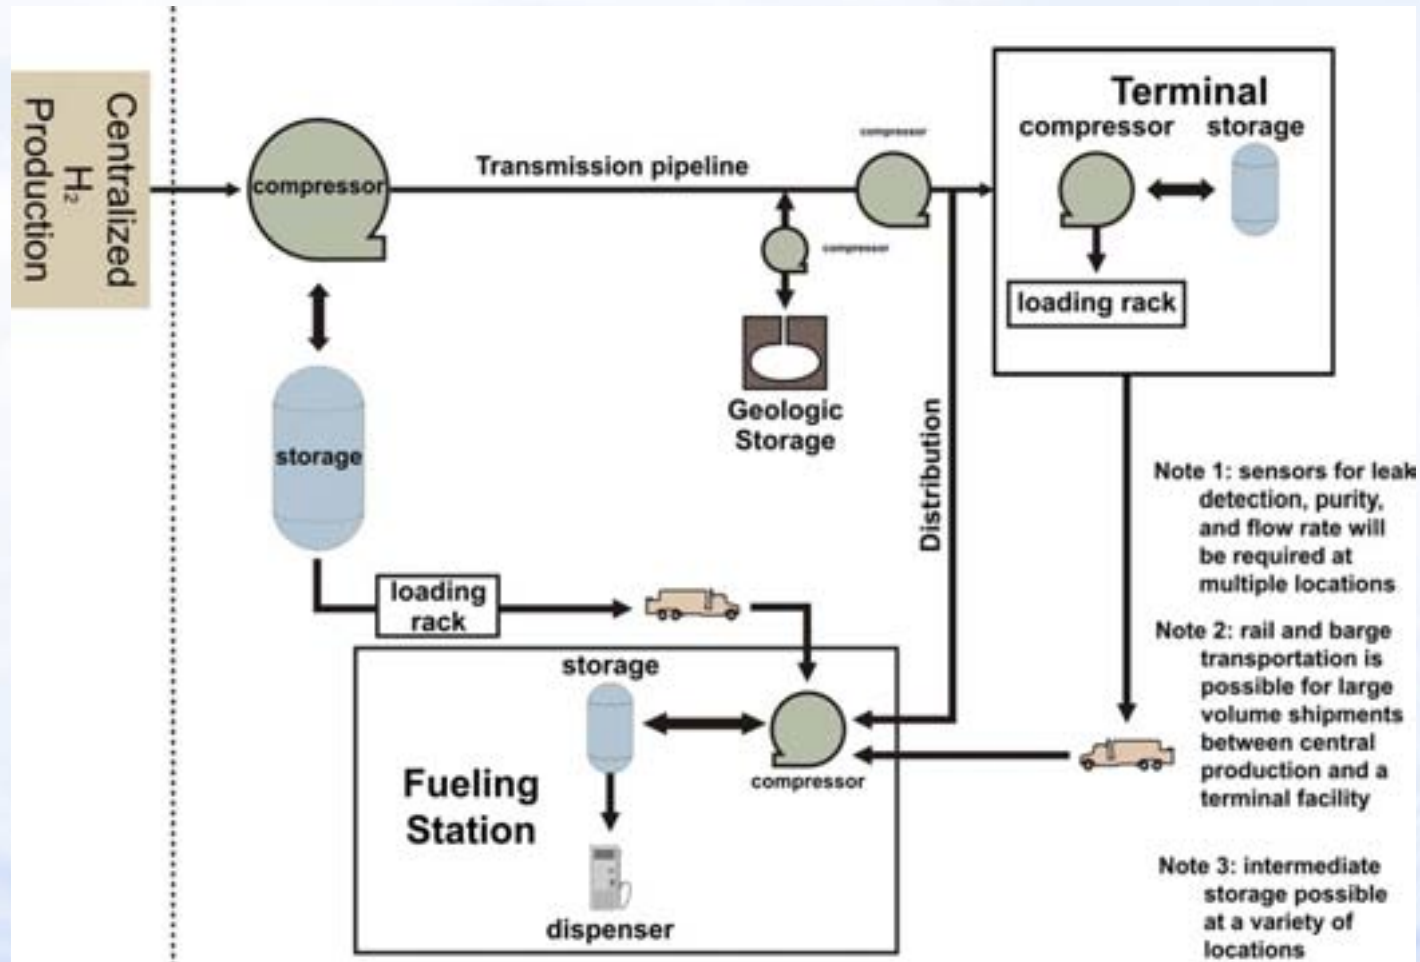 Centralized
H₂
Production
compressor
Transmission pipeline
compressor
compressor
Geologic
Storage
Terminal
compressor
storage
loading rack
storage
Distribution
loading
rack
Fueling
Station
storage
compressor
dispenser
Note 1: sensors for leak
detection, purity,
and flow rate will
be required at
multiple locations
Note 2: rail and barge
transportation is
possible for large
volume shipments
between central
production and a
terminal facility
Note 3: intermediate
storage possible
at a variety of
locations